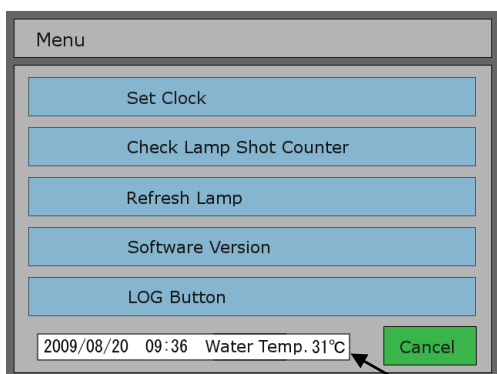 Menu
Set Clock
Check Lamp Shot Counter
Refresh Lamp
Software Version
LOG Button
2009/08/20 09:36 Water Temp. 31℃ Cancel